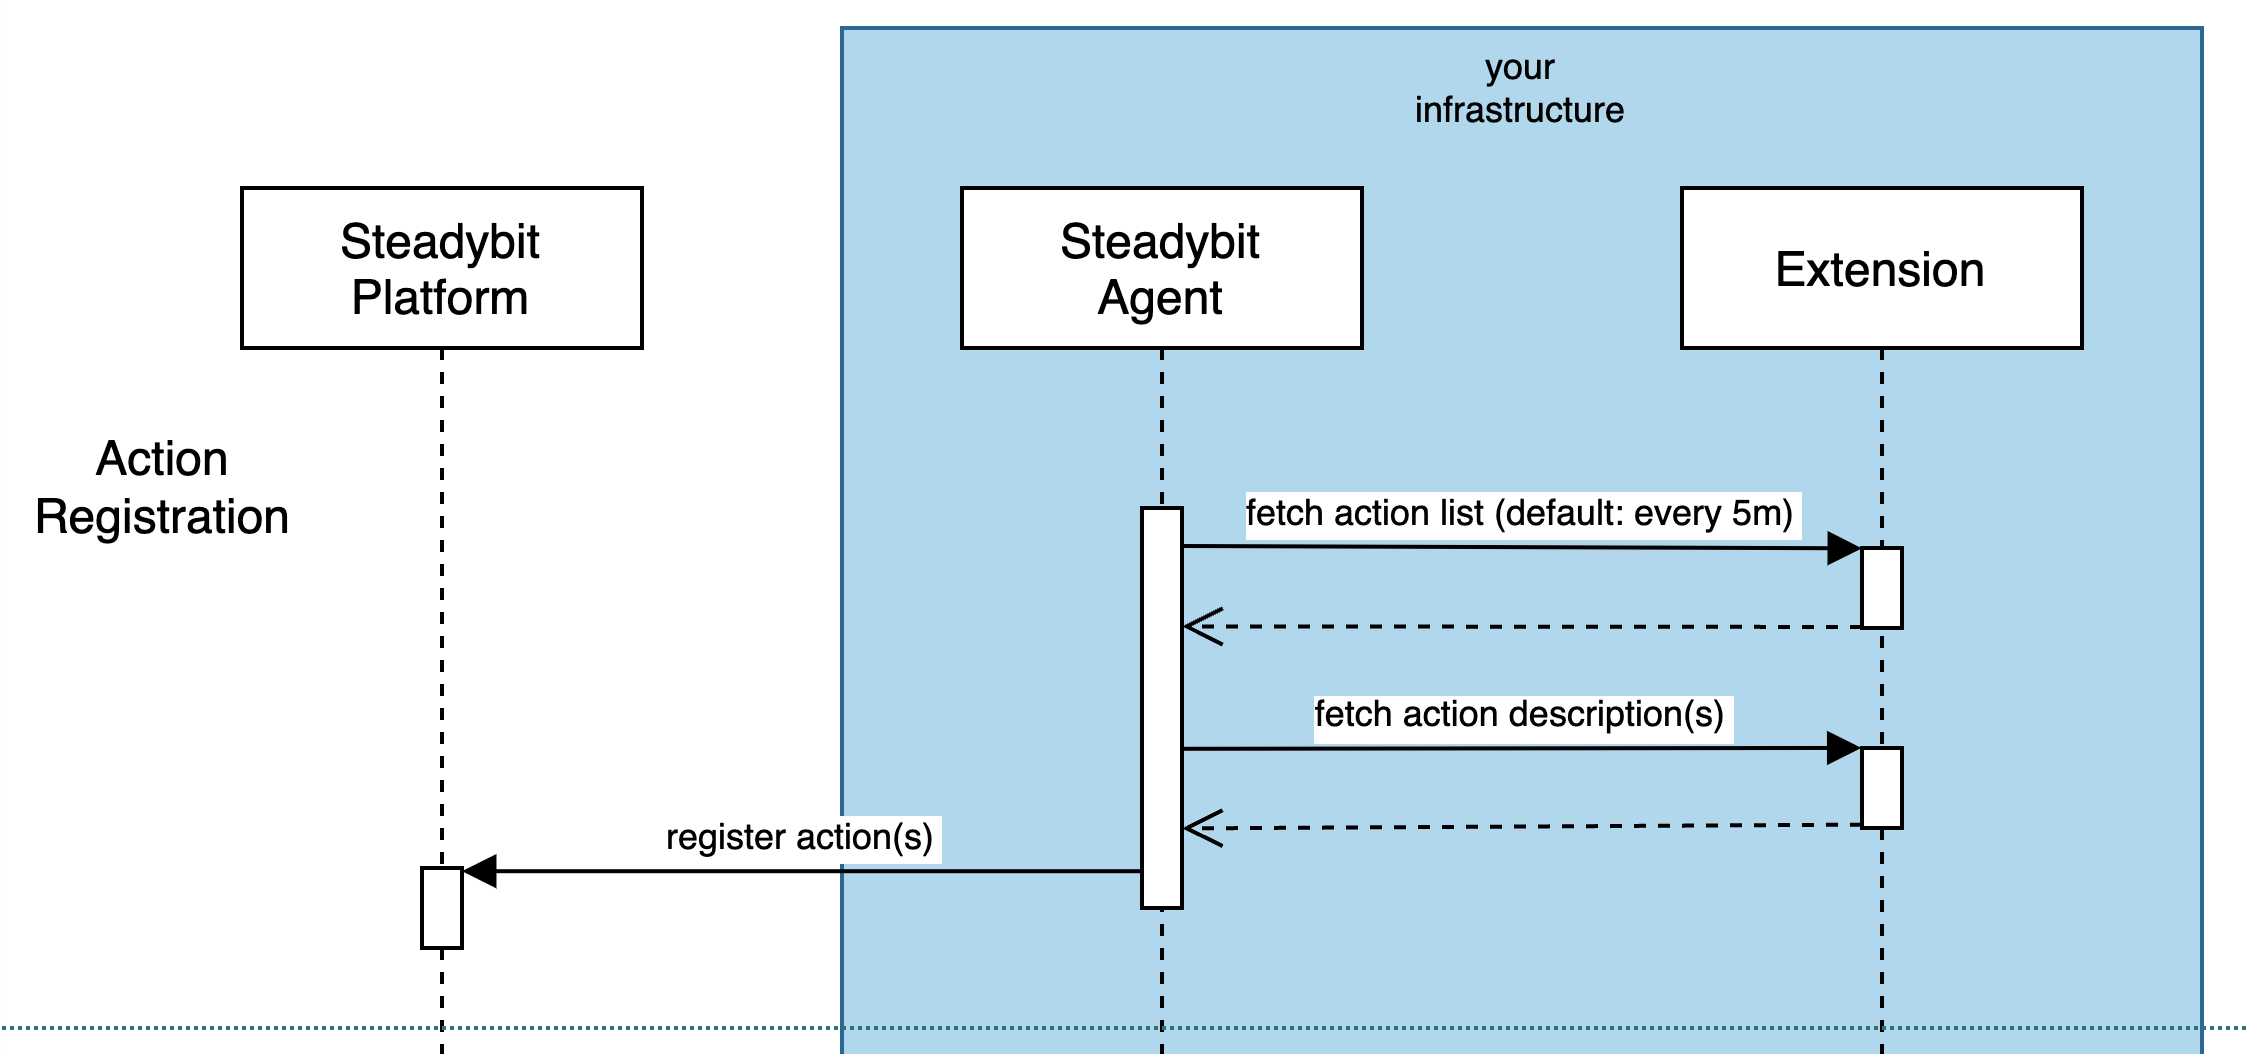 your
infrastructure
Steadybit
Platform
Steadybit
Agent
Extension
Action
Registration
fetch action list (default: every 5m)
fetch action description(s)
register action(s)